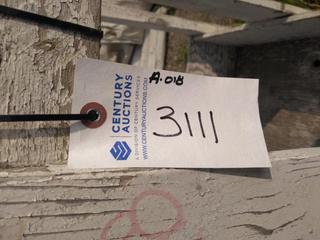 A.018
3111
CENTURY
AUCTIONS
A DIVISION OF CENTURY SERVICES
WWW.CENTURYAUCTIONS.COM